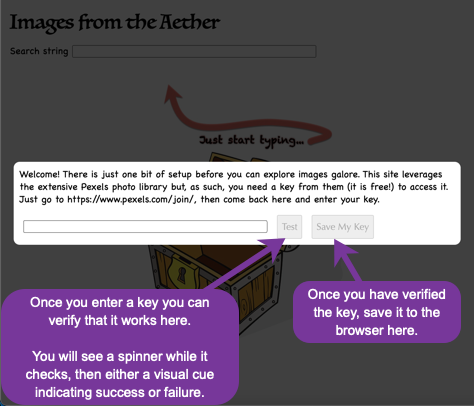 Images from the Aether
Search string
Just start typing...
Welcome! There is just one bit of setup before you can explore images galore. This site leverages
the extensive Pexels photo library but, as such, you need a key from them (it is free!) to access it.
Just go to https://www.pexels.com/join/, then come back here and enter your key.
Test
Save My Key
Once you enter a key you can
verify that it works here.
You will see a spinner while it
checks, then either a visual cue
indicating success or failure.
Once you have verified
the key, save it to the
browser here.